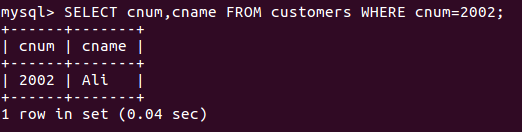 mysql> SELECT cnum,cname FROM customers WHERE cnum=2002;
+------+-------+
| cnum | cname |
+------+-------+
| 2002 | Ali   |
+------+-------+
1 row in set (0.04 sec)